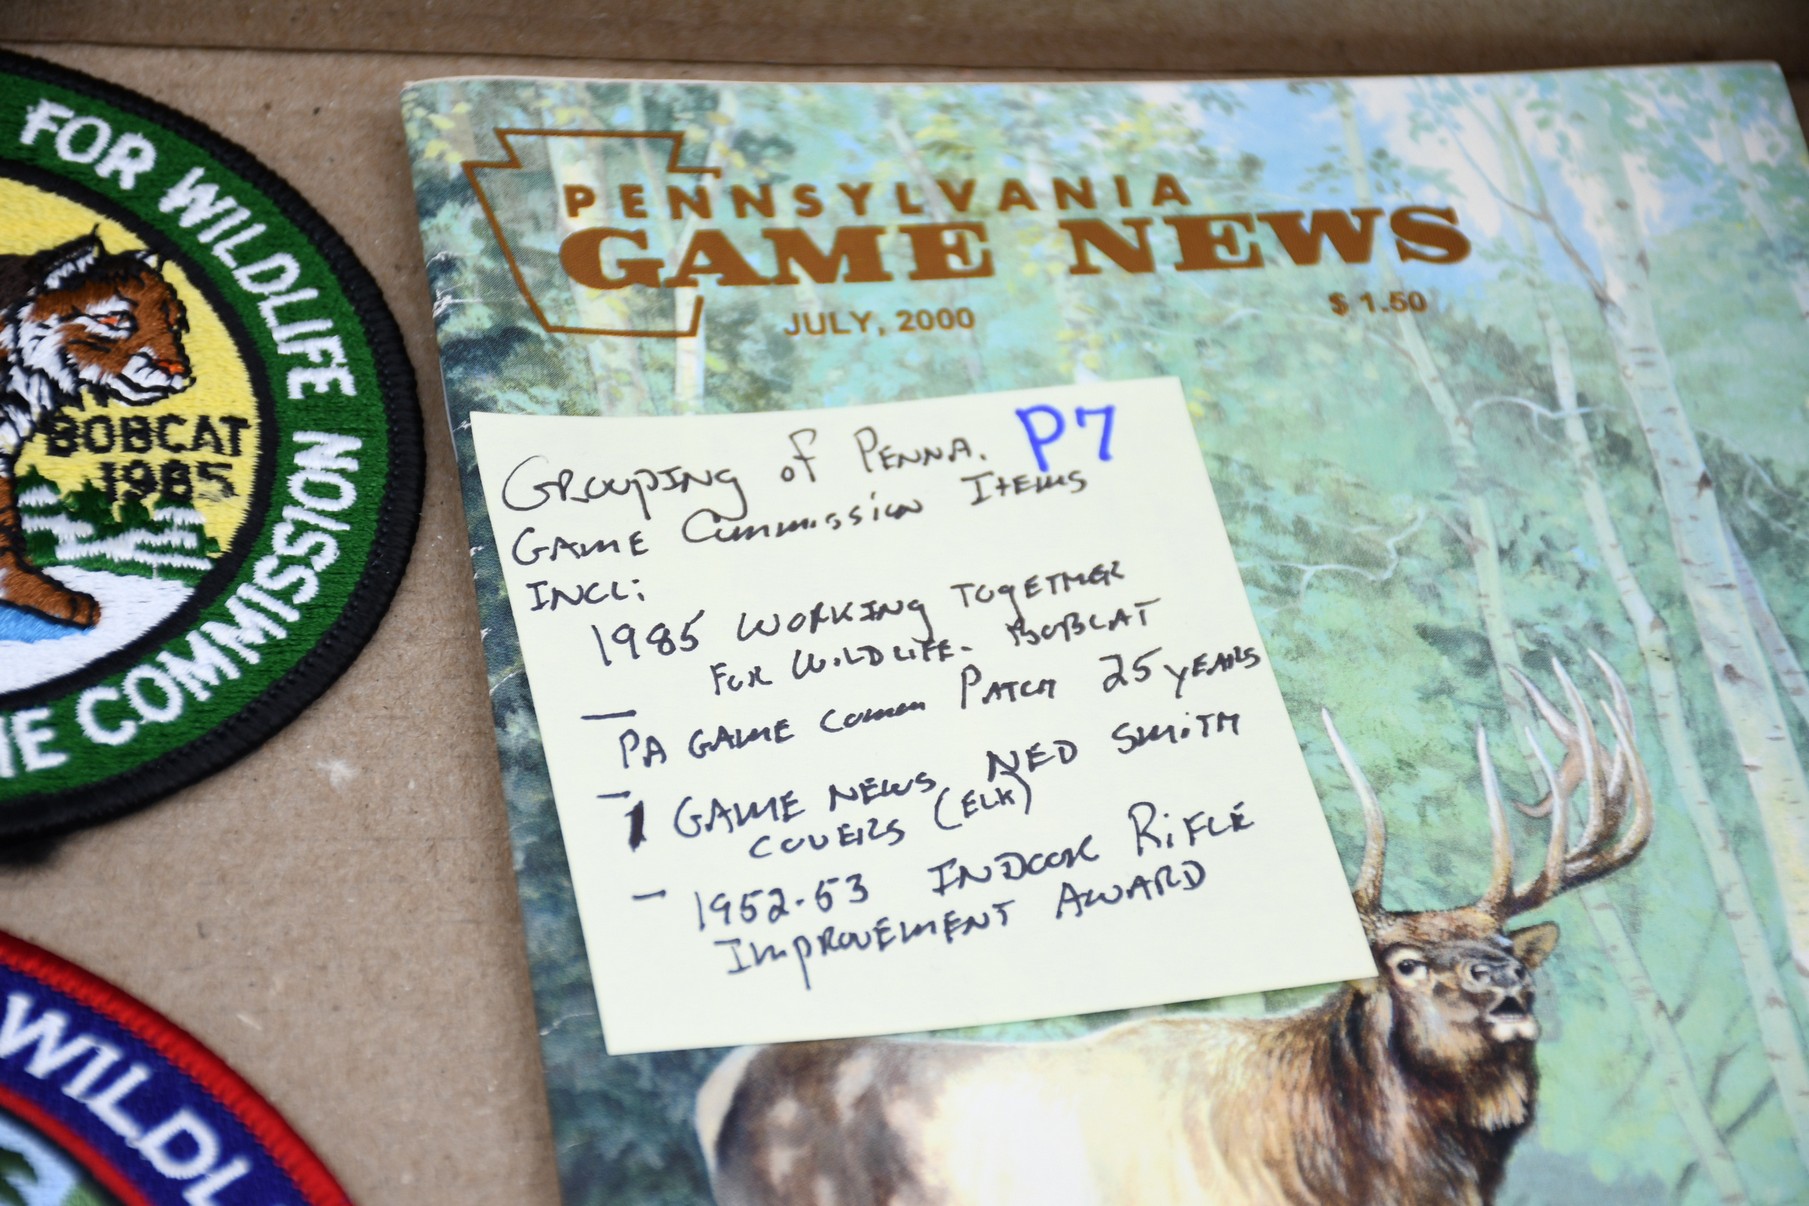 FOR WILDLIFE
COMMISSION
BOBCAT
1985
WILDL
PENNSYLVANIA
GAME NEWS
JULY, 2000
$ 1.50
P7
GROUPING of PENNA.
GAME Commission ITEMS
INCL:
1985 WORKING TOGETHER
FOR WILDLIFE - BOBCAT
— PA GAME COMM PATCH 25 YEARS
- 1 GAME NEWS NED SMITH
COVERS (ELK)
- 1952-53 INDOOR RIFLE
IMPROVEMENT AWARD